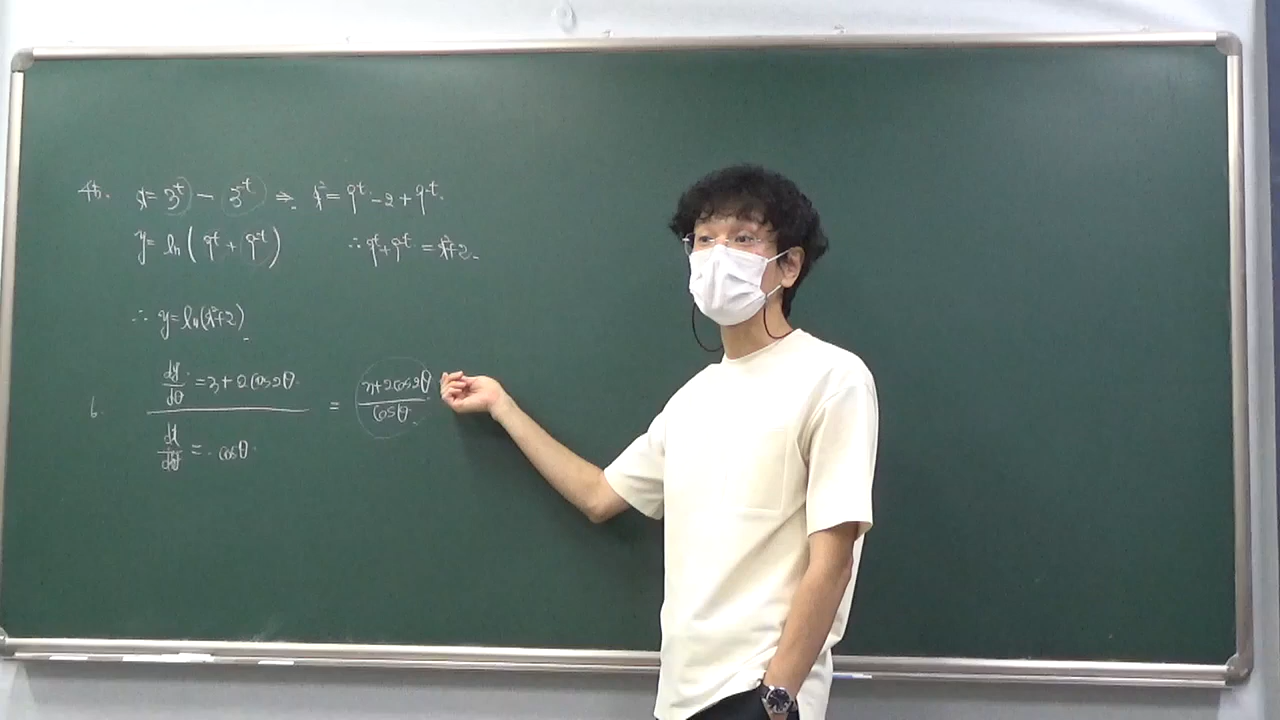 x = 3^t − 3^-t ⇒ x² = 9^t − 2 + 9^-t
y = ln(9^t + 9^-t) ∴ 9^t + 9^-t = x²+2
∴ y = ln(x²+2)
6. dy/dθ = 3 + 2cos2θ = (3+2cos2θ)/cosθ
dx/dθ = cosθ